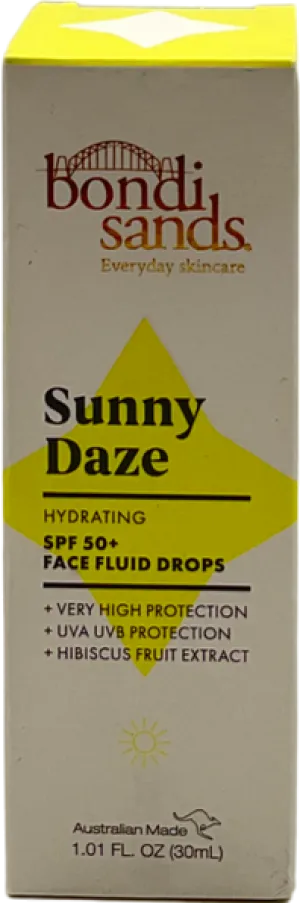 bondi
sands.
Everyday skincare
Sunny
Daze
HYDRATING
SPF 50+
FACE FLUID DROPS
+ VERY HIGH PROTECTION
+ UVA UVB PROTECTION
+ HIBISCUS FRUIT EXTRACT
Australian Made
1.01 FL. OZ (30mL)